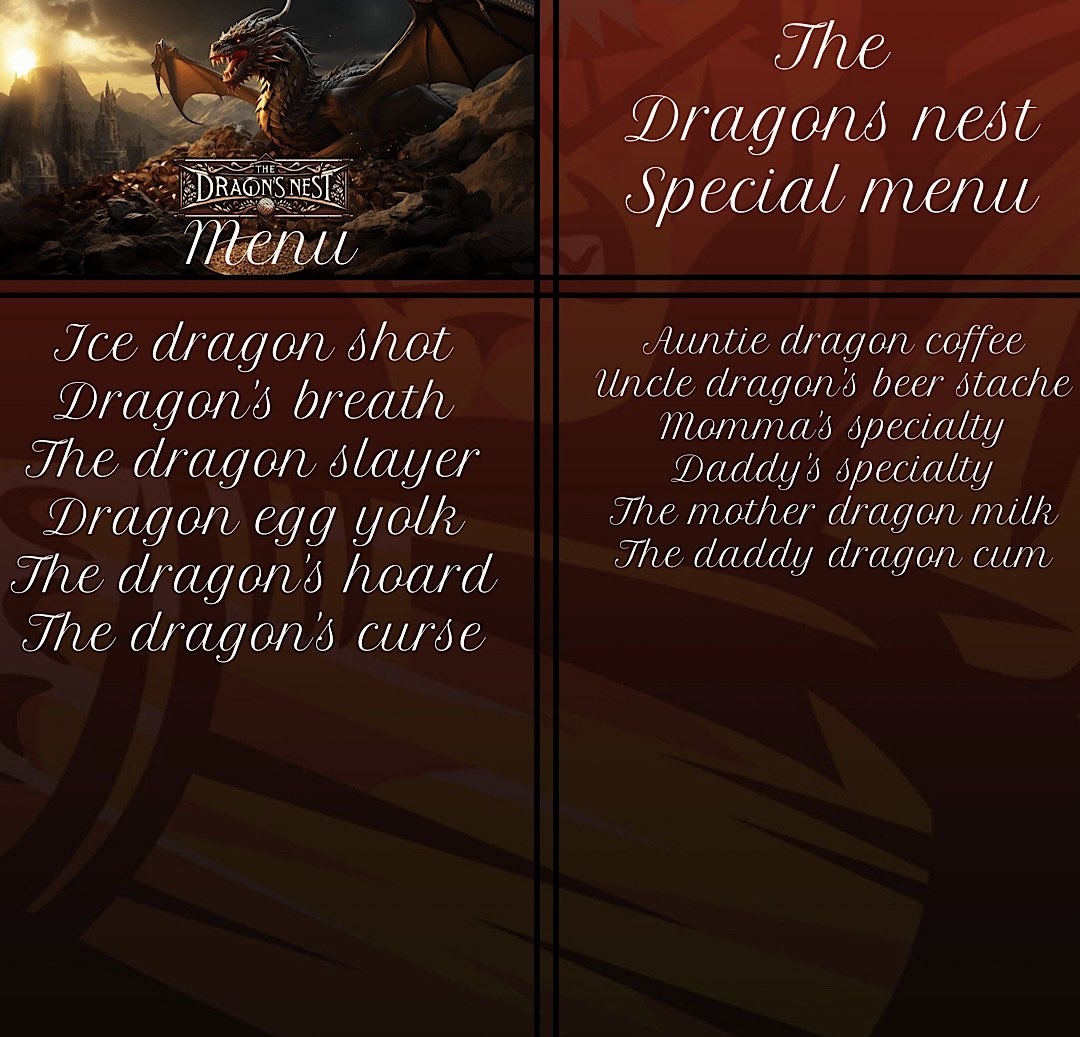 THE
DRAGON'S NEST
Menu
The
Dragons nest
Special menu
Ice dragon shot
Dragon's breath
The dragon slayer
Dragon egg yolk
The dragon's hoard
The dragon's curse
Auntie dragon coffee
Uncle dragon's beer stache
Momma's specialty
Daddy's specialty
The mother dragon milk
The daddy dragon cum